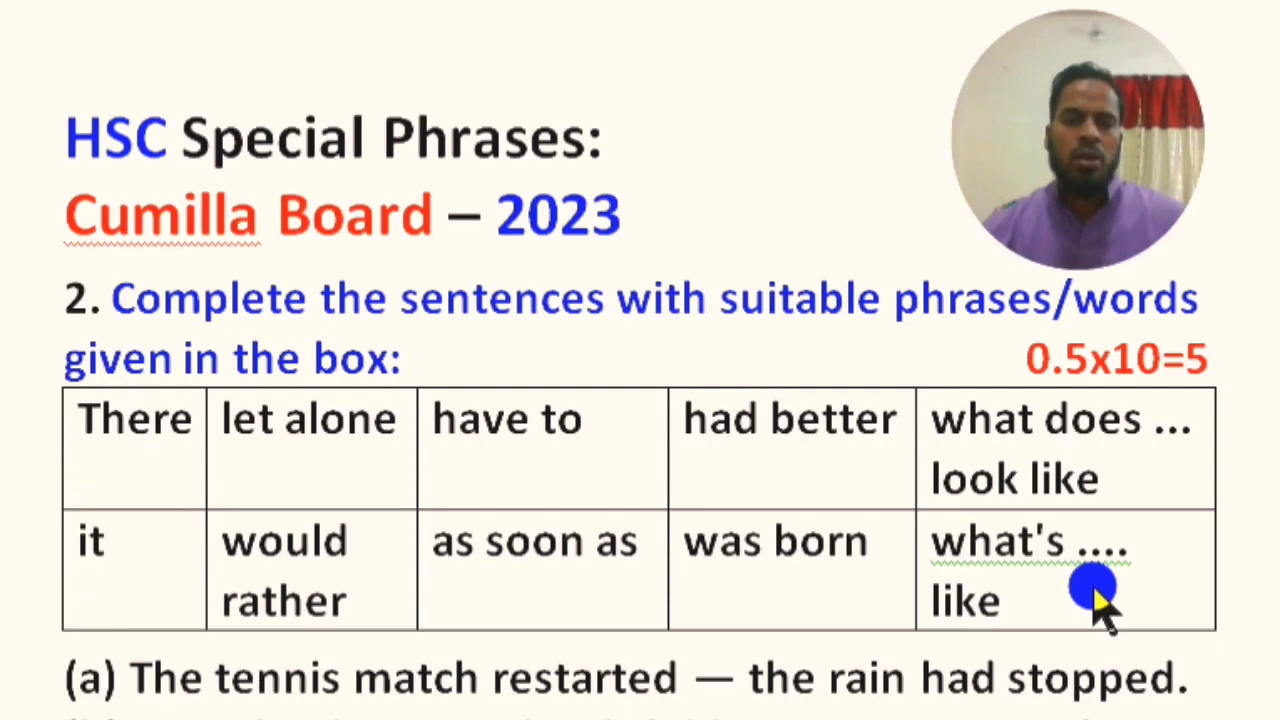 HSC Special Phrases:
Cumilla Board – 2023
2. Complete the sentences with suitable phrases/words
given in the box: 0.5x10=5
There let alone have to had better what does ... look like
it would rather as soon as was born what's .... like
(a) The tennis match restarted — the rain had stopped.